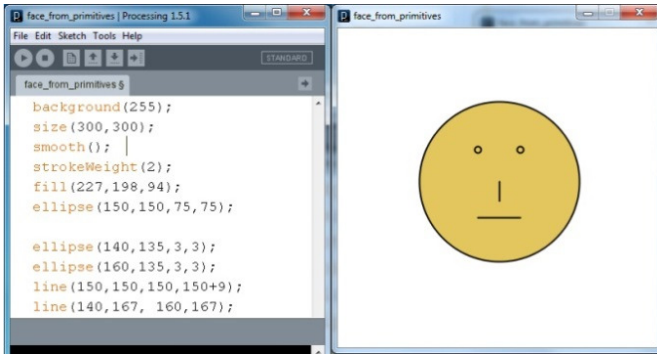 face_from_primitives | Processing 1.5.1
File Edit Sketch Tools Help
STANDARD
face_from_primitives §
background(255);
size(300,300);
smooth();
strokeWeight(2);
fill(227,198,94);
ellipse(150,150,75,75);
ellipse(140,135,3,3);
ellipse(160,135,3,3);
line(150,150,150,150+9);
line(140,167, 160,167);
face_from_primitives